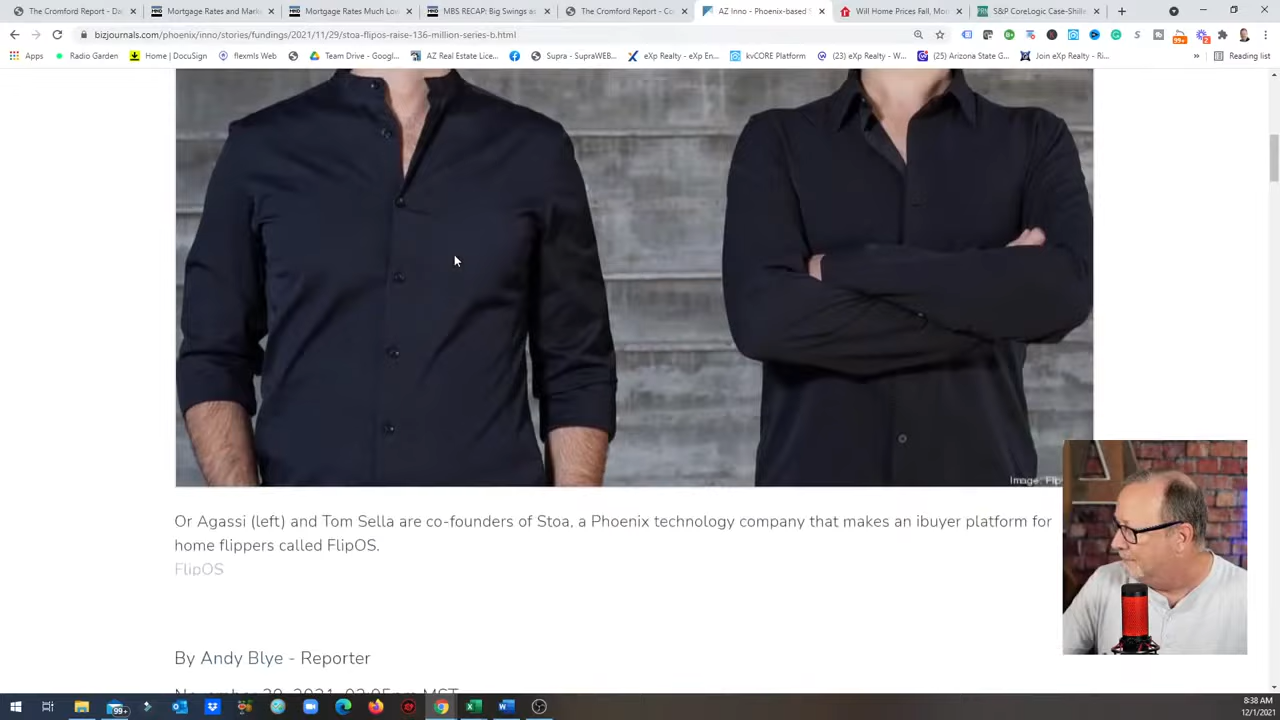 The Cromford Report - Da
Mortgage Rates and Marke
Mortgage Rates Much Low
MBS RECAP: Big Swings a
The Cromford Report - Co
AZ Inno - Phoenix-based S
Will Home Prices Fall, Mo
S&P CoreLogic Case-Shille
bizjournals.com/phoenix/inno/stories/fundings/2021/11/29/stoa-flipos-raise-136-million-series-b.html
Apps
Radio Garden
Home | DocuSign
flexmls Web
Team Drive - Googl...
AZ Real Estate Lice...
Supra - SupraWEB...
eXp Realty - eXp En...
kvCORE Platform
(23) eXp Realty - W...
(25) Arizona State G...
Join eXp Realty - Ri...
Reading list
Image: Flip
Or Agassi (left) and Tom Sella are co-founders of Stoa, a Phoenix technology company that makes an ibuyer platform for
home flippers called FlipOS.
FlipOS
By Andy Blye - Reporter
8:38 AM
12/1/2021